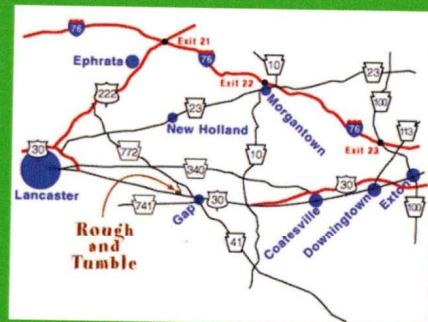 76
Exit 21
Ephrata
76
10
Exit 22
23
222
23
Morgantown
100
New Holland
76
113
772
10
Exit 23
30
340
Lancaster
30
30
741
Gap
Coatesville
Downingtown
Exton
100
Rough
and
Tumble
41